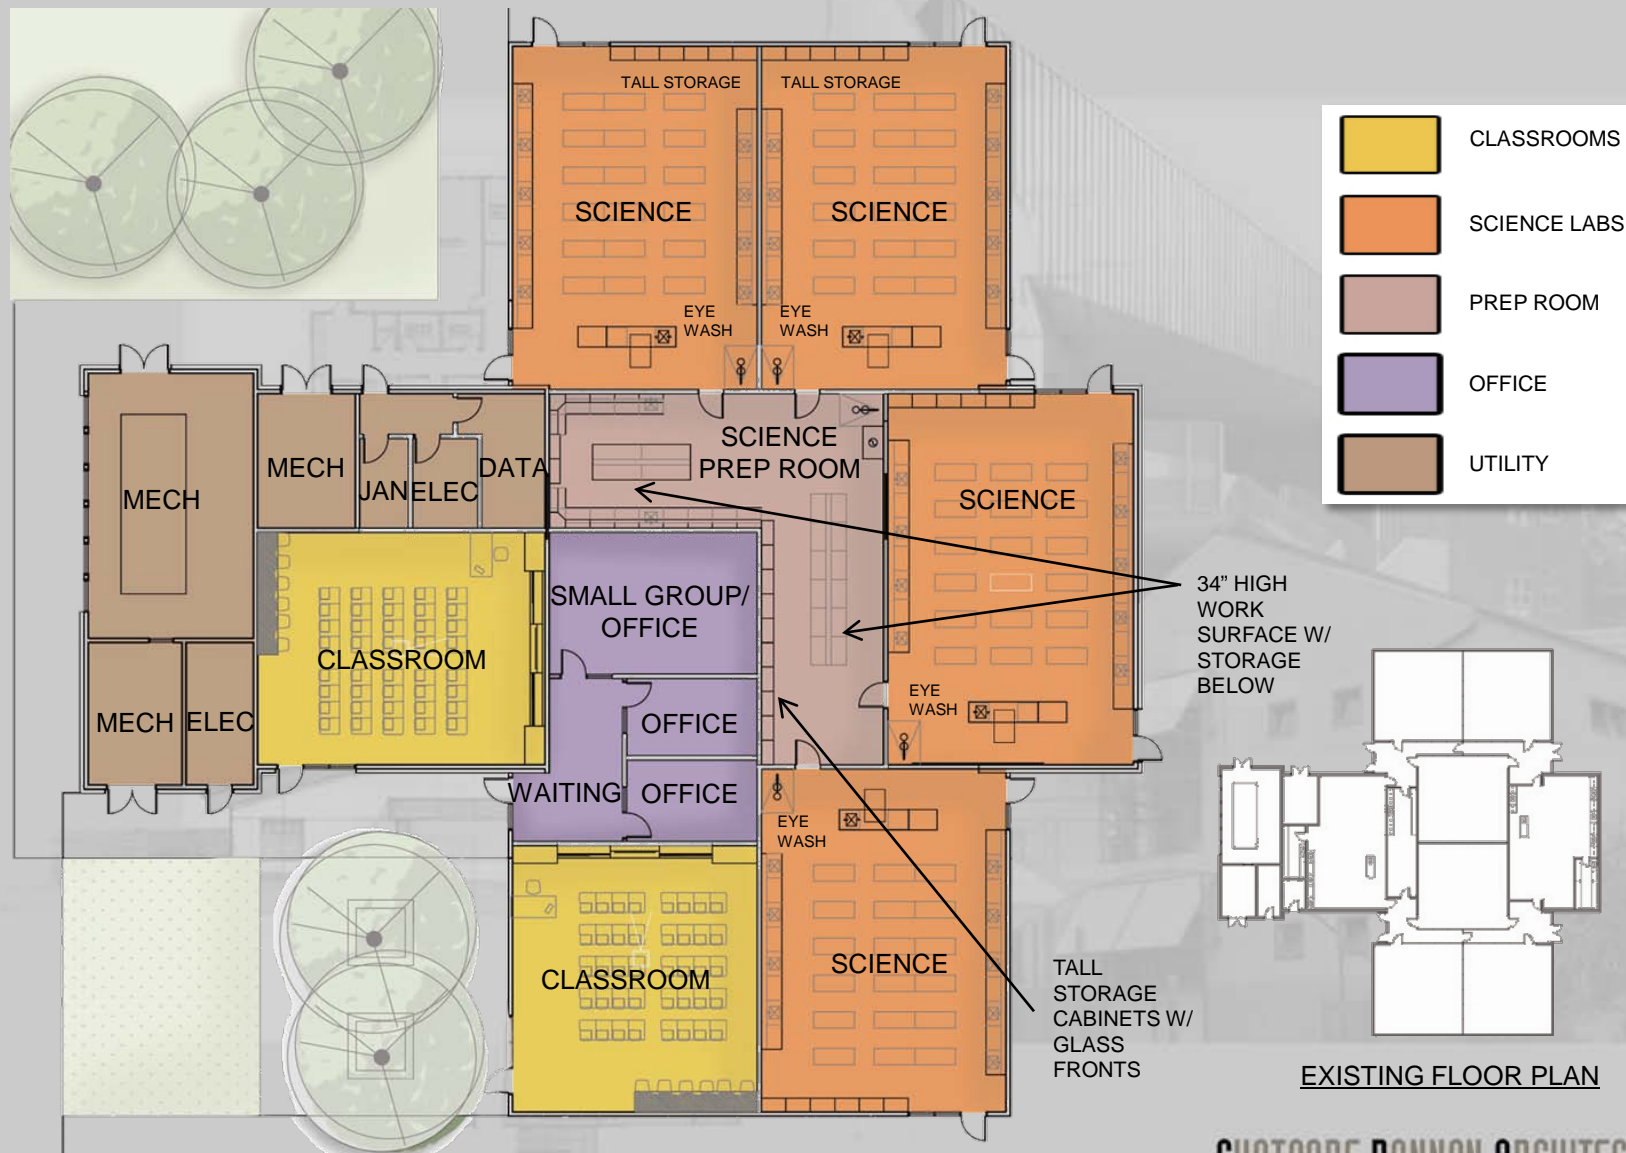 TALL STORAGE
TALL STORAGE
SCIENCE
SCIENCE
EYE
WASH
EYE
WASH
CLASSROOMS
SCIENCE LABS
PREP ROOM
OFFICE
UTILITY
MECH
MECH
JAN
ELEC
DATA
SCIENCE
PREP ROOM
SCIENCE
CLASSROOM
SMALL GROUP/
OFFICE
34” HIGH
WORK
SURFACE W/
STORAGE
BELOW
MECH
ELEC
OFFICE
EYE
WASH
WAITING
OFFICE
EYE
WASH
CLASSROOM
SCIENCE
TALL
STORAGE
CABINETS W/
GLASS
FRONTS
EXISTING FLOOR PLAN